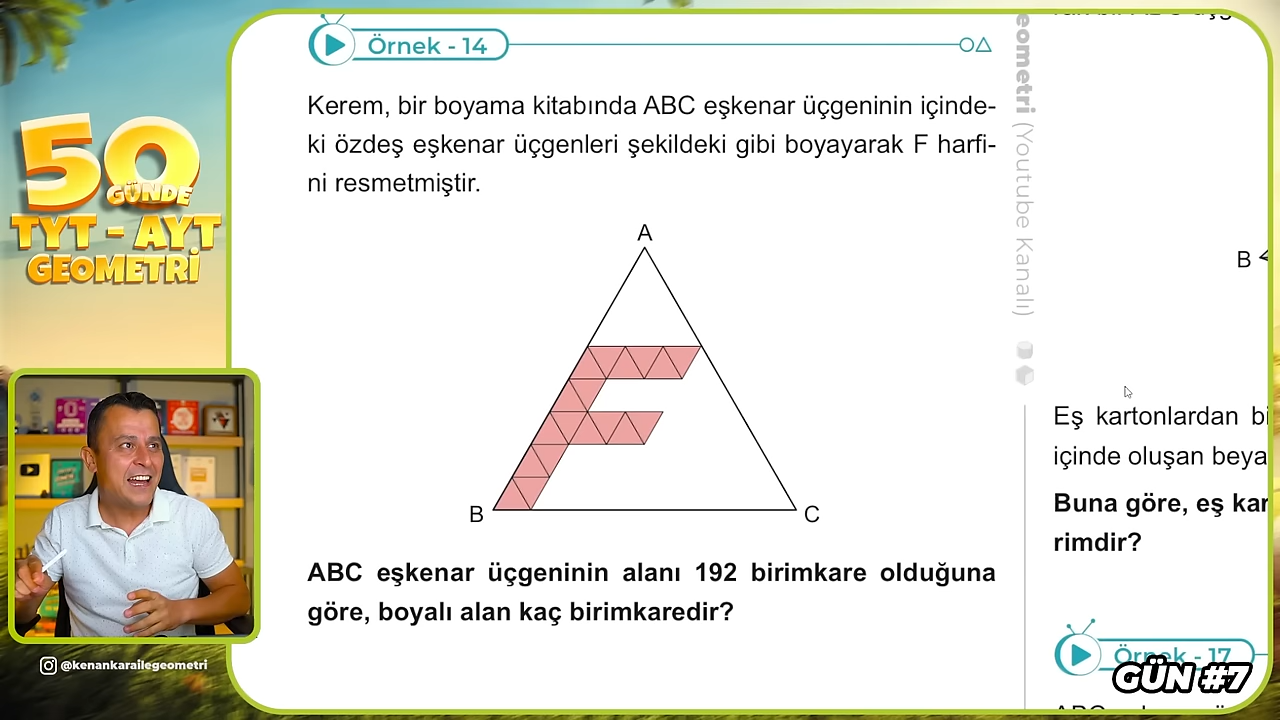 50
GÜNDE
TYT - AYT
GEOMETRİ
Örnek - 14
Kerem, bir boyama kitabında ABC eşkenar üçgeninin içinde-
ki özdeş eşkenar üçgenleri şekildeki gibi boyayarak F harfi-
ni resmetmiştir.
A
B
C
ABC eşkenar üçgeninin alanı 192 birimkare olduğuna
göre, boyalı alan kaç birimkaredir?
eometri (Youtube Kanalı)
B
Eş kartonlardan bi
içinde oluşan beya
Buna göre, eş kar
rimdir?
Örnek - 17
GÜN #7
@kenankarailegeometri